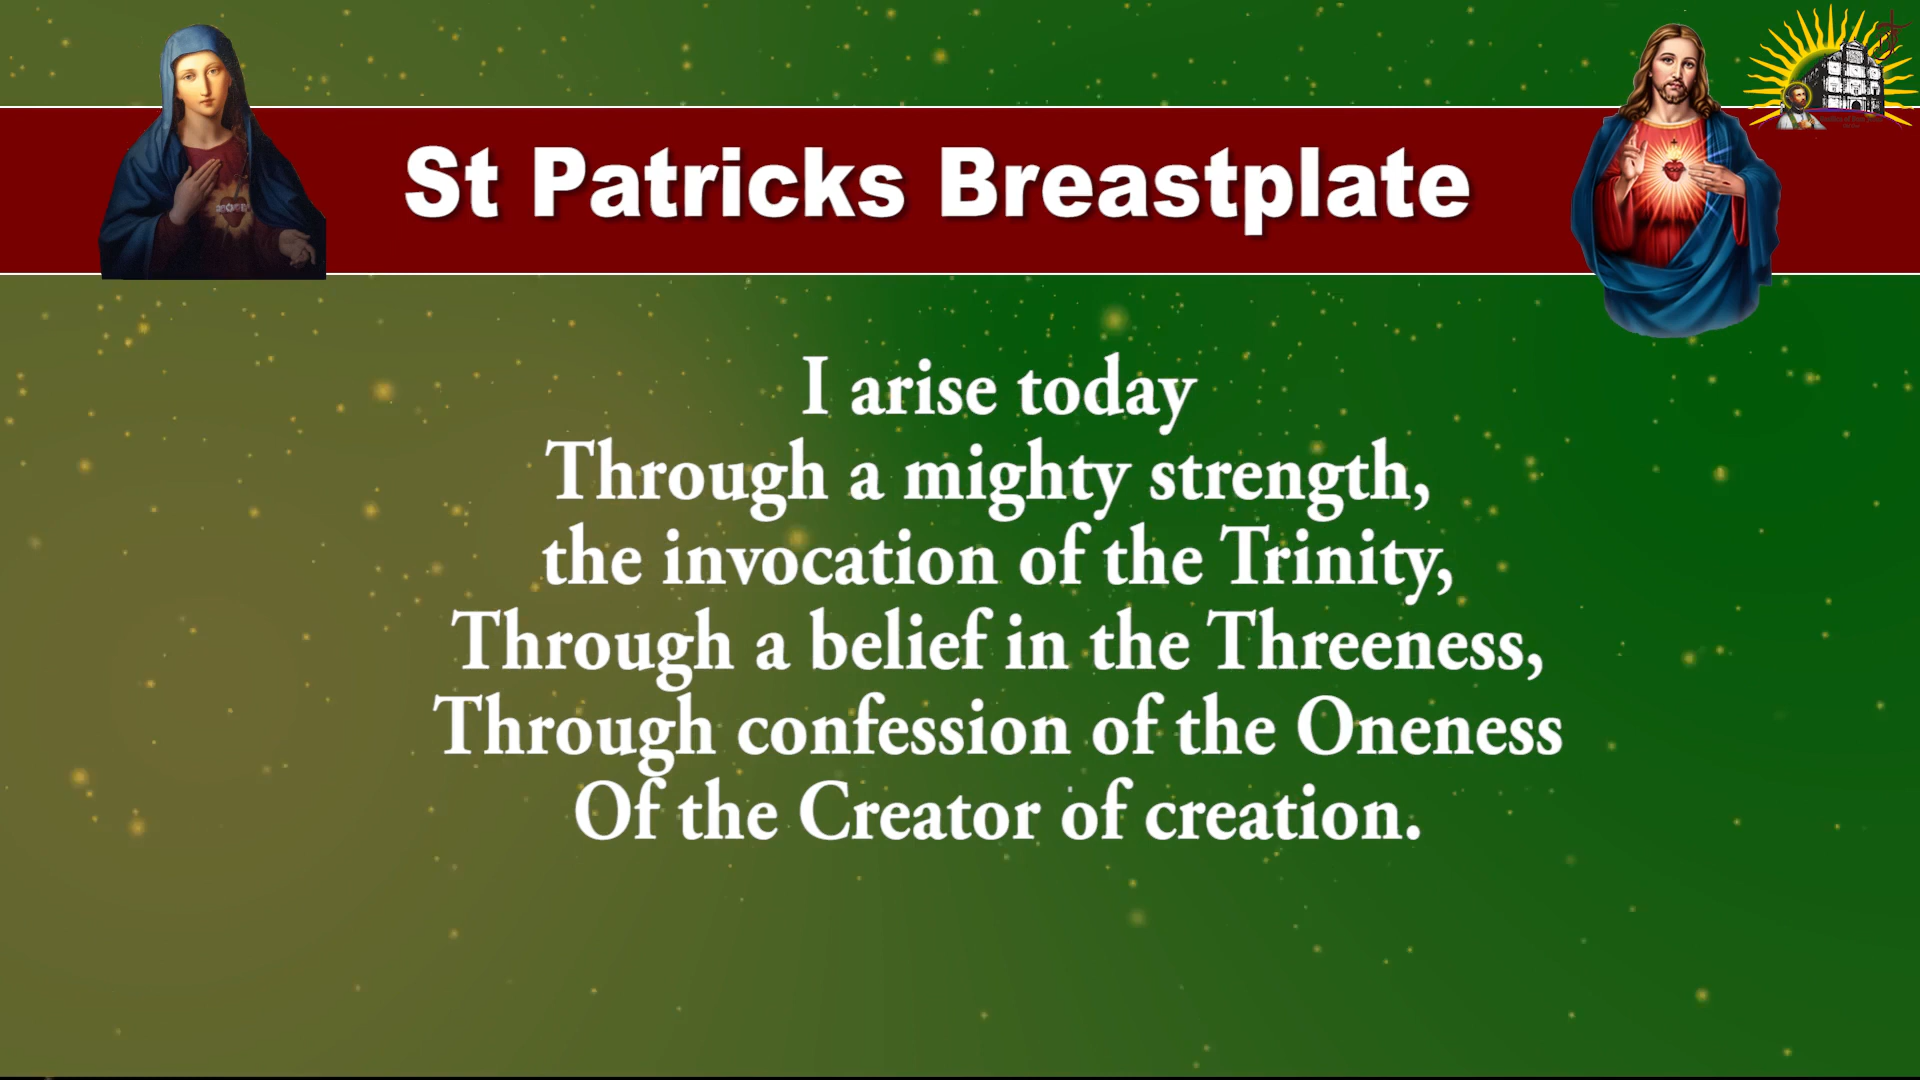 St Patricks Breastplate
I arise today
Through a mighty strength,
the invocation of the Trinity,
Through a belief in the Threeness,
Through confession of the Oneness
Of the Creator of creation.